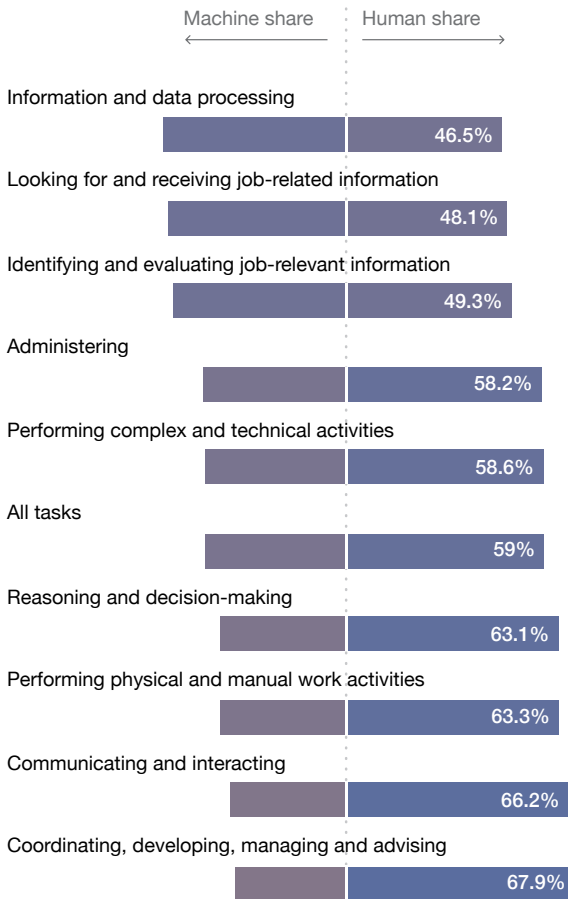 Machine share Human share
Information and data processing
46.5%
Looking for and receiving job-related information
48.1%
Identifying and evaluating job-relevant information
49.3%
Administering
58.2%
Performing complex and technical activities
58.6%
All tasks
59%
Reasoning and decision-making
63.1%
Performing physical and manual work activities
63.3%
Communicating and interacting
66.2%
Coordinating, developing, managing and advising
67.9%